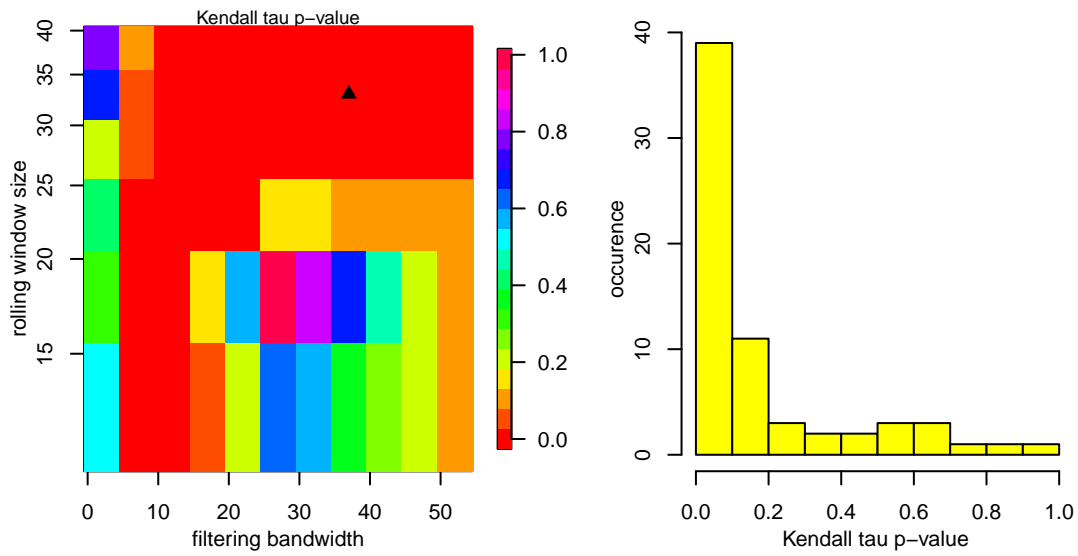 Kendall tau p−value
rolling window size
40
35
30
25
20
15
0 10 20 30 40 50
filtering bandwidth
1.0
0.8
0.6
0.4
0.2
0.0
occurence
40
30
20
10
0
0.0 0.2 0.4 0.6 0.8 1.0
Kendall tau p−value